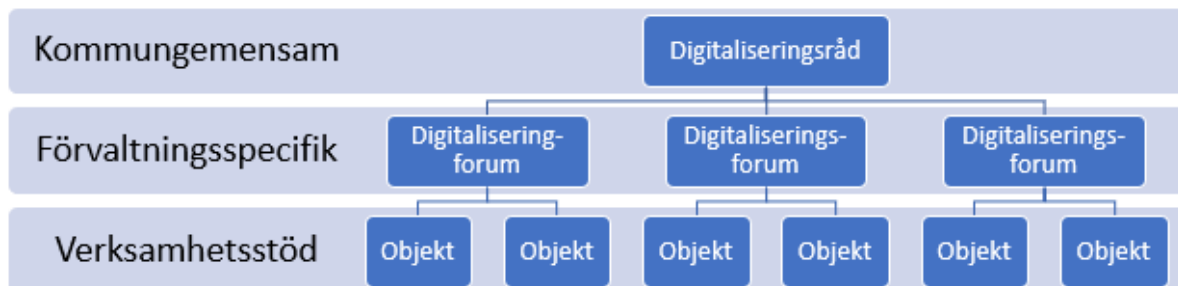 Kommungemensam
Digitaliseringsråd
Förvaltningsspecifik
Digitalisering-
forum
Digitaliserings-
forum
Digitaliserings-
forum
Verksamhetsstöd
Objekt
Objekt
Objekt
Objekt
Objekt
Objekt